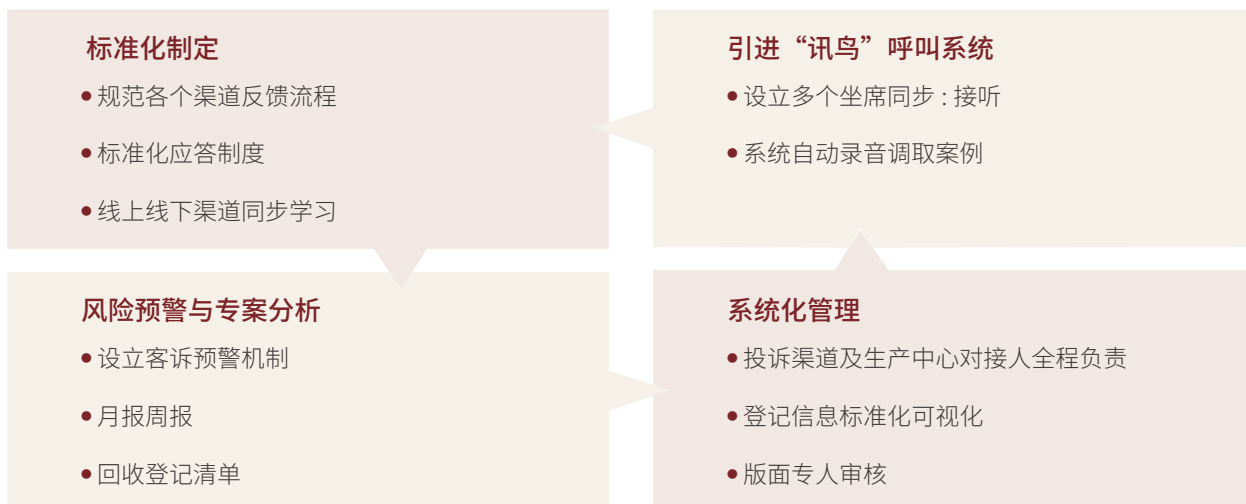 标准化制定
规范各个渠道反馈流程
标准化应答制度
线上线下渠道同步学习
引进“讯鸟”呼叫系统
设立多个坐席同步 : 接听
系统自动录音调取案例
风险预警与专案分析
设立客诉预警机制
月报周报
回收登记清单
系统化管理
投诉渠道及生产中心对接人全程负责
登记信息标准化可视化
版面专人审核